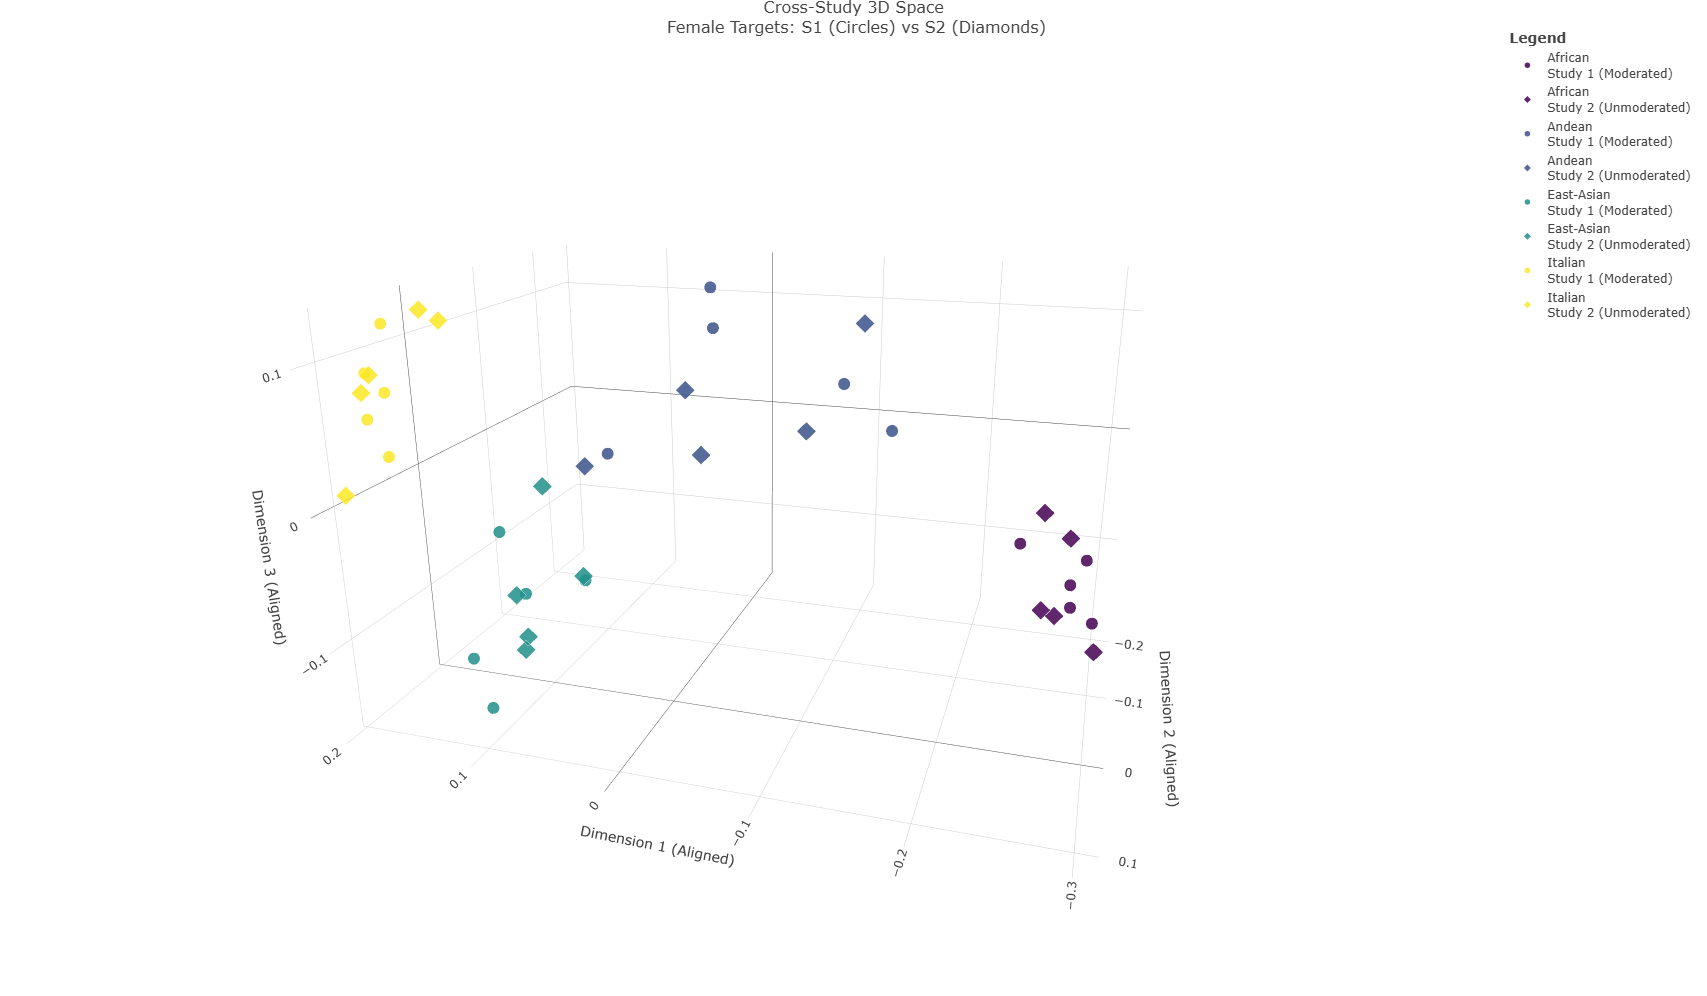 Cross-Study 3D Space
Female Targets: S1 (Circles) vs S2 (Diamonds)
Legend
African
Study 1 (Moderated)
African
Study 2 (Unmoderated)
Andean
Study 1 (Moderated)
Andean
Study 2 (Unmoderated)
East-Asian
Study 1 (Moderated)
East-Asian
Study 2 (Unmoderated)
Italian
Study 1 (Moderated)
Italian
Study 2 (Unmoderated)
0.1
0
−0.1
Dimension 3 (Aligned)
0.2
0.1
0
−0.1
−0.2
−0.3
Dimension 1 (Aligned)
−0.2
−0.1
0
0.1
Dimension 2 (Aligned)